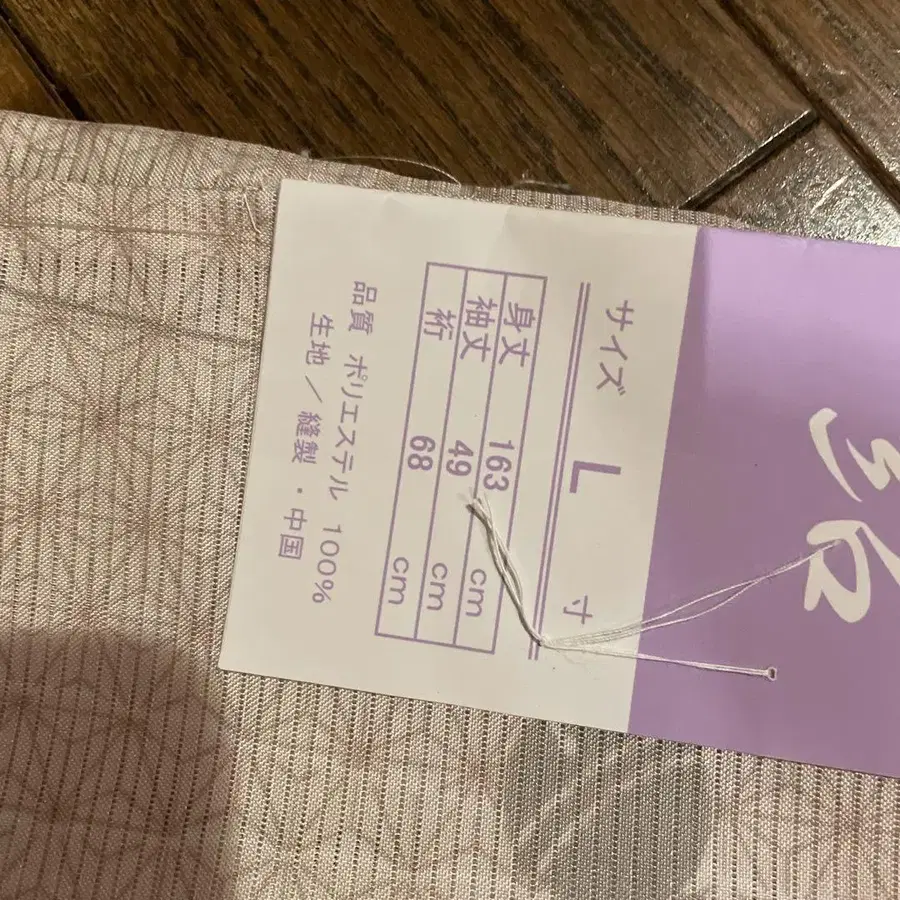 絽
サイズ L 寸
身丈 163 cm
袖丈 49 cm
裄 68 cm
品質 ポリエステル 100%
生地/縫製・中国